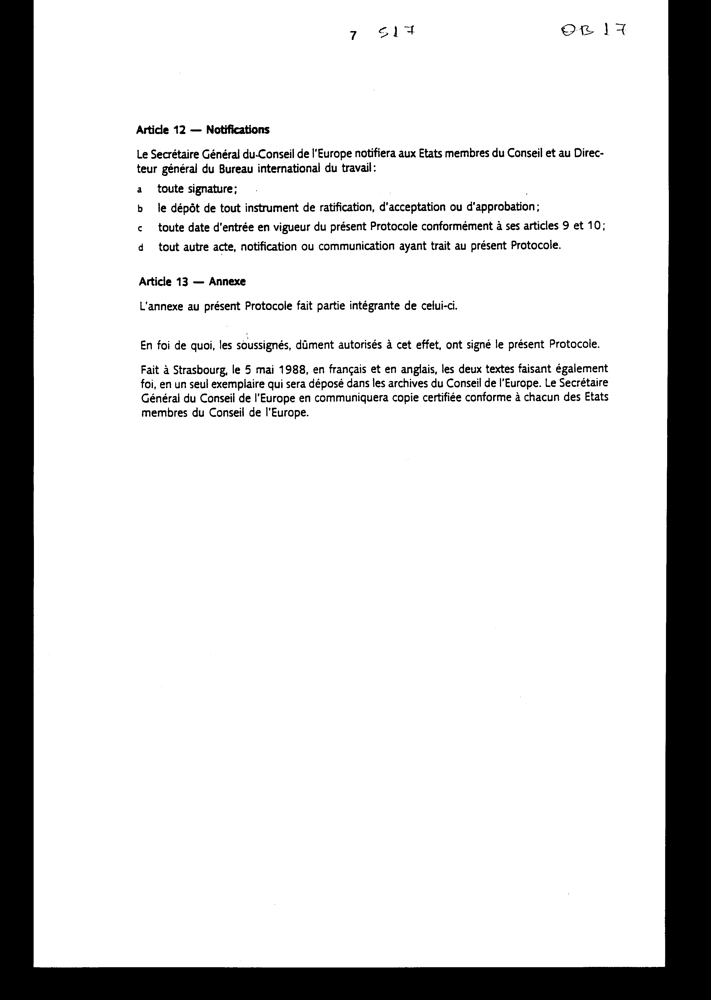 7 S17 OB 17
Article 12 — Notifications
Le Secrétaire Général du Conseil de l'Europe notifiera aux Etats membres du Conseil et au Direc-
teur général du Bureau international du travail:
a toute signature;
b le dépôt de tout instrument de ratification, d'acceptation ou d'approbation;
c toute date d'entrée en vigueur du présent Protocole conformément à ses articles 9 et 10;
d tout autre acte, notification ou communication ayant trait au présent Protocole.
Article 13 — Annexe
L'annexe au présent Protocole fait partie intégrante de celui-ci.
En foi de quoi, les soussignés, dûment autorisés à cet effet, ont signé le présent Protocole.
Fait à Strasbourg, le 5 mai 1988, en français et en anglais, les deux textes faisant également
foi, en un seul exemplaire qui sera déposé dans les archives du Conseil de l'Europe. Le Secrétaire
Général du Conseil de l'Europe en communiquera copie certifiée conforme à chacun des Etats
membres du Conseil de l'Europe.